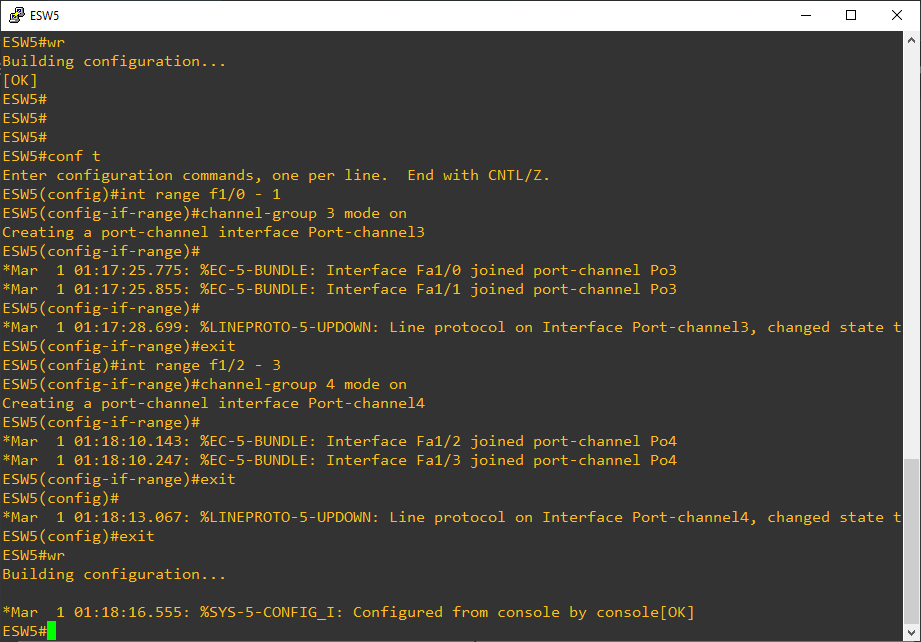 ESW5
ESW5#wr
Building configuration...
[OK]
ESW5#
ESW5#
ESW5#
ESW5#conf t
Enter configuration commands, one per line.  End with CNTL/Z.
ESW5(config)#int range f1/0 - 1
ESW5(config-if-range)#channel-group 3 mode on
Creating a port-channel interface Port-channel3
ESW5(config-if-range)#
*Mar  1 01:17:25.775: %EC-5-BUNDLE: Interface Fa1/0 joined port-channel Po3
*Mar  1 01:17:25.855: %EC-5-BUNDLE: Interface Fa1/1 joined port-channel Po3
ESW5(config-if-range)#
*Mar  1 01:17:28.699: %LINEPROTO-5-UPDOWN: Line protocol on Interface Port-channel3, changed state t
ESW5(config-if-range)#exit
ESW5(config)#int range f1/2 - 3
ESW5(config-if-range)#channel-group 4 mode on
Creating a port-channel interface Port-channel4
ESW5(config-if-range)#
*Mar  1 01:18:10.143: %EC-5-BUNDLE: Interface Fa1/2 joined port-channel Po4
*Mar  1 01:18:10.247: %EC-5-BUNDLE: Interface Fa1/3 joined port-channel Po4
ESW5(config-if-range)#exit
ESW5(config)#
*Mar  1 01:18:13.067: %LINEPROTO-5-UPDOWN: Line protocol on Interface Port-channel4, changed state t
ESW5(config)#exit
ESW5#wr
Building configuration...
*Mar  1 01:18:16.555: %SYS-5-CONFIG_I: Configured from console by console[OK]
ESW5#